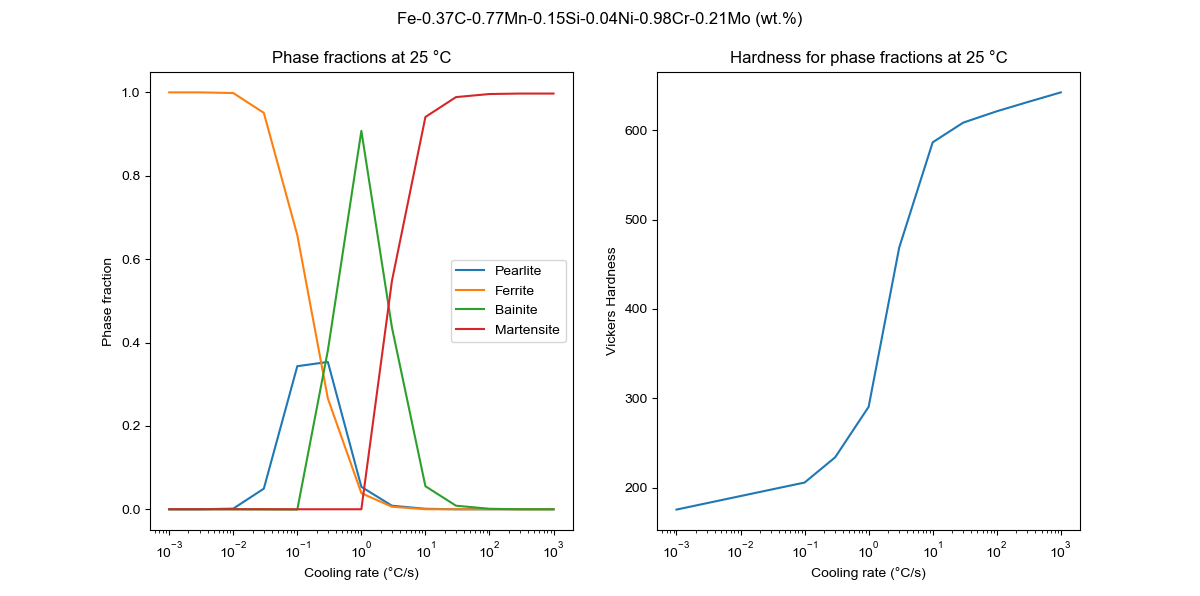 Fe-0.37C-0.77Mn-0.15Si-0.04Ni-0.98Cr-0.21Mo (wt.%)
Phase fractions at 25 °C
Phase fraction
1.0
0.8
0.6
0.4
0.2
0.0
Pearlite
Ferrite
Bainite
Martensite
10⁻³ 10⁻² 10⁻¹ 10⁰ 10¹ 10² 10³
Cooling rate (°C/s)
Hardness for phase fractions at 25 °C
Vickers Hardness
600
500
400
300
200
10⁻³ 10⁻² 10⁻¹ 10⁰ 10¹ 10² 10³
Cooling rate (°C/s)